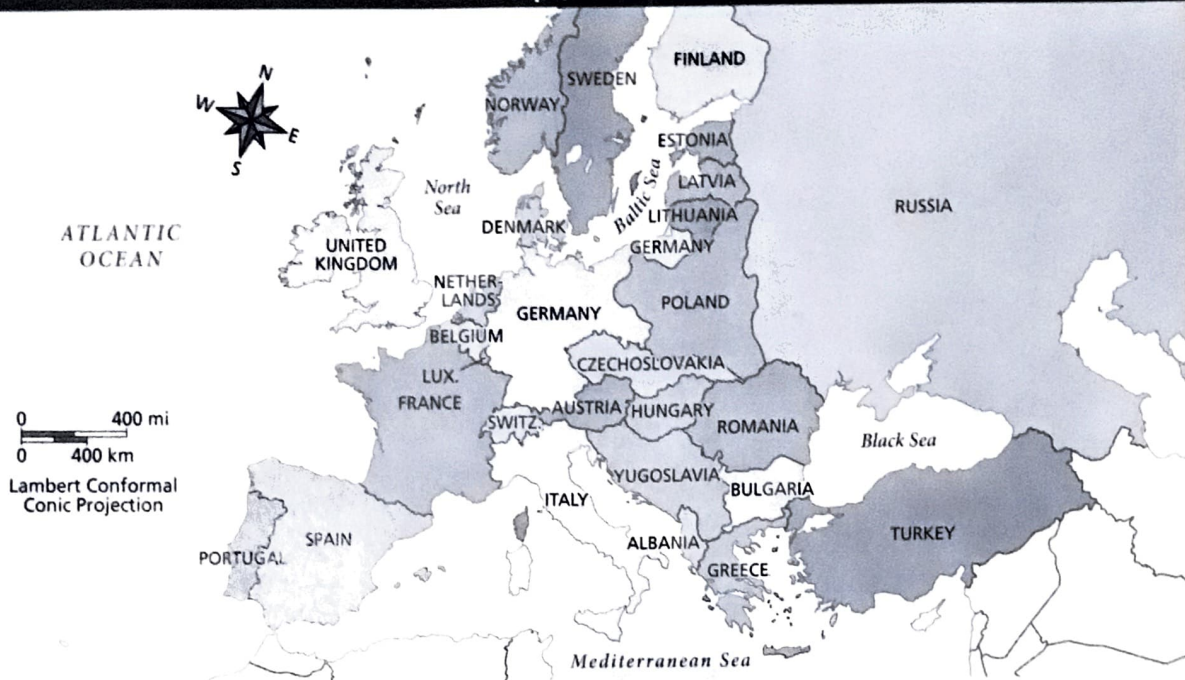 N
W
E
S
ATLANTIC
OCEAN
North
Sea
Baltic Sea
Black Sea
Mediterranean Sea
NORWAY
SWEDEN
FINLAND
ESTONIA
LATVIA
LITHUANIA
GERMANY
RUSSIA
DENMARK
UNITED
KINGDOM
NETHER-
LANDS
GERMANY
POLAND
BELGIUM
LUX.
FRANCE
CZECHOSLOVAKIA
SWITZ.
AUSTRIA
HUNGARY
ROMANIA
YUGOSLAVIA
BULGARIA
ITALY
ALBANIA
GREECE
TURKEY
PORTUGAL
SPAIN
0 400 mi
0 400 km
Lambert Conformal
Conic Projection